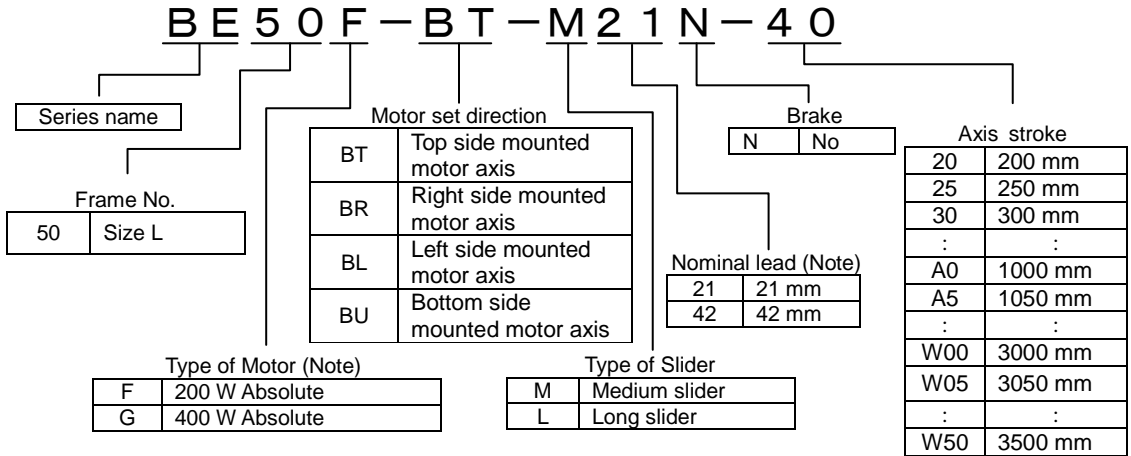 BE50F-BT-M21N-40
Series name
Frame No.
50 Size L
Motor set direction
BT Top side mounted
motor axis
BR Right side mounted
motor axis
BL Left side mounted
motor axis
BU Bottom side
mounted motor axis
Type of Motor (Note)
F 200 W Absolute
G 400 W Absolute
Type of Slider
M Medium slider
L Long slider
Nominal lead (Note)
21 21 mm
42 42 mm
Brake
N No
Axis stroke
20 200 mm
25 250 mm
30 300 mm
: :
A0 1000 mm
A5 1050 mm
: :
W00 3000 mm
W05 3050 mm
: :
W50 3500 mm